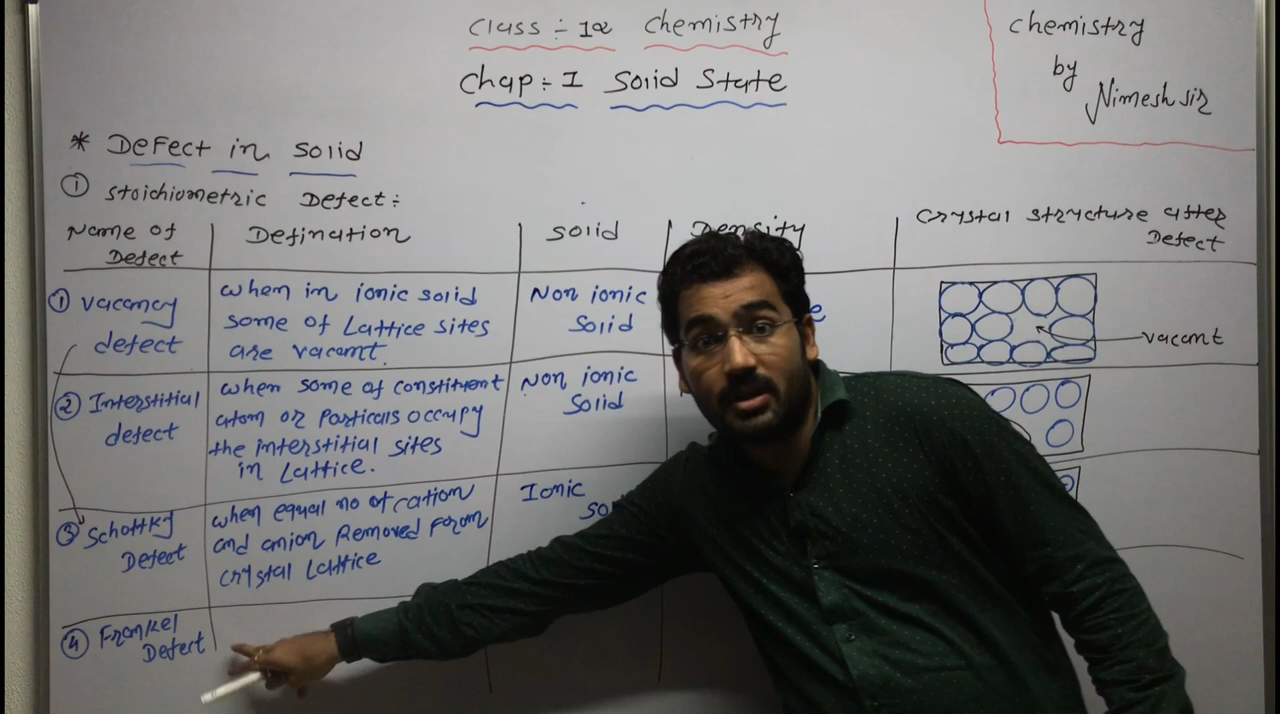 Class :- 12 Chemistry
Chap :- I Solid State
Chemistry
by
Nimesh sir
* Defect in solid
① Stoichiometric Defect :-
Name of Defect
Defination
Solid
Density
Crystal structure after Defect
① Vacancy defect
when in ionic solid
some of Lattice sites
are vacant.
Non ionic
Solid
vacant
② Interstitial defect
when some of constituent
atom or Particals occupy
the interstitial sites
in Lattice.
Non ionic
Solid
③ Schottky Defect
when equal no of cation
and anion Removed from
crystal Lattice
Ionic
④ Frankel Defect